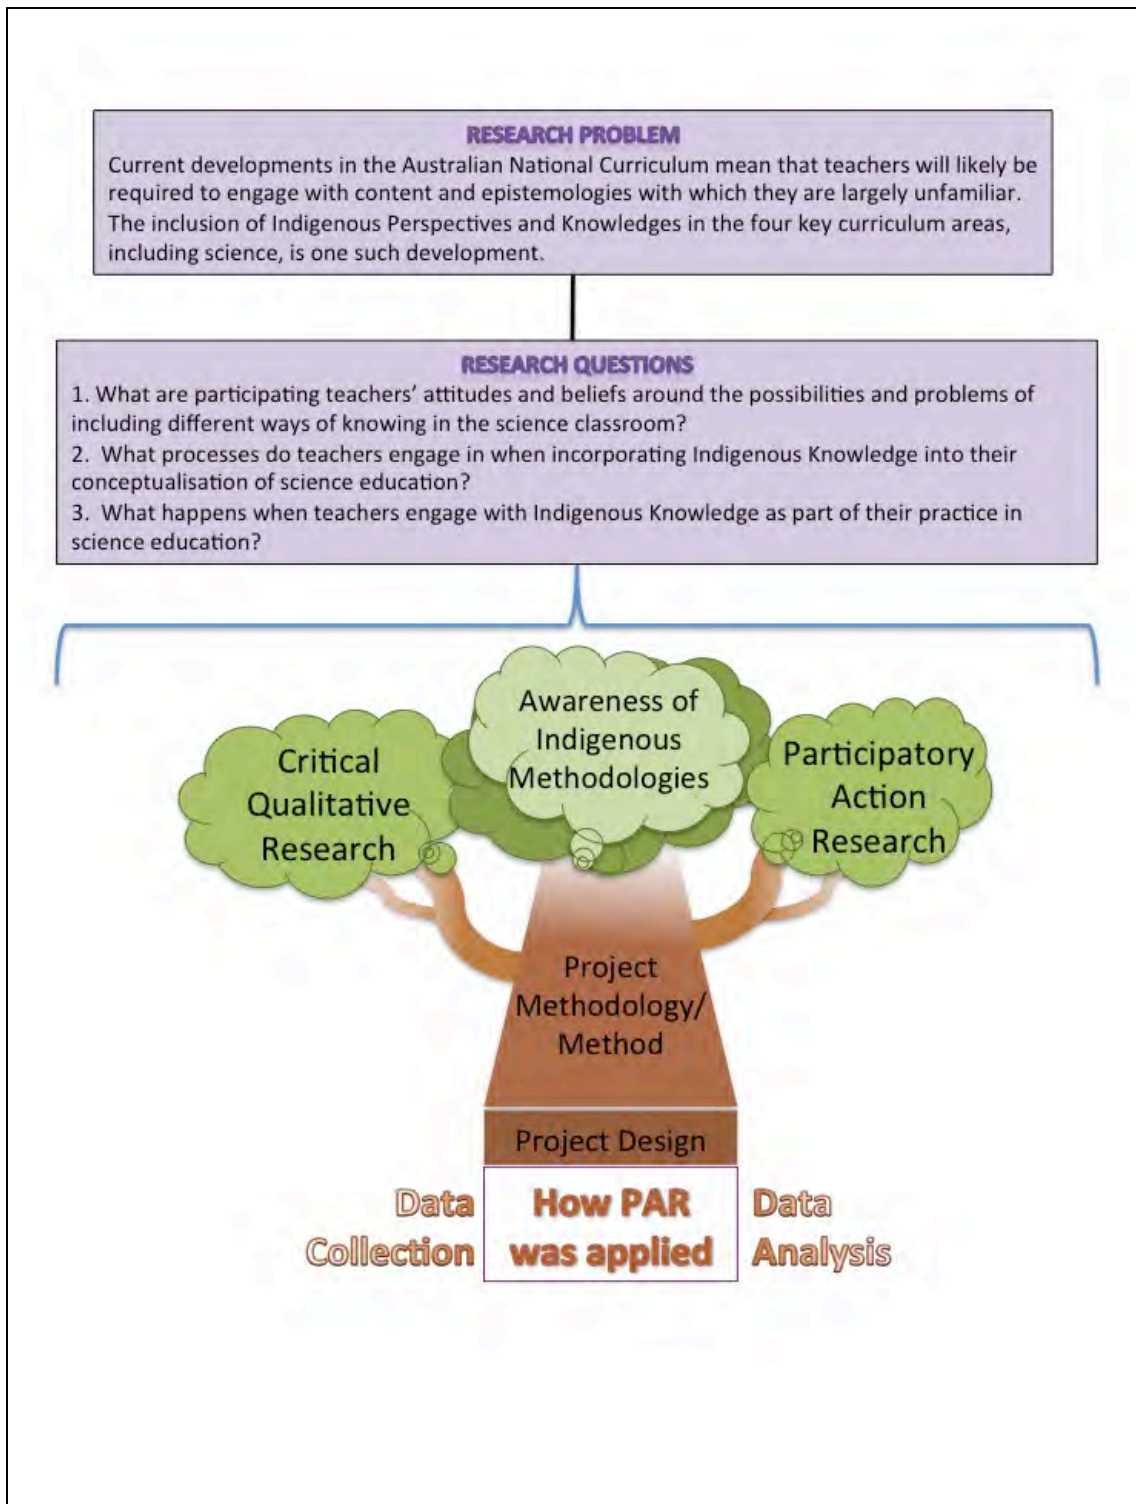 RESEARCH PROBLEM
Current developments in the Australian National Curriculum mean that teachers will likely be
required to engage with content and epistemologies with which they are largely unfamiliar.
The inclusion of Indigenous Perspectives and Knowledges in the four key curriculum areas,
including science, is one such development.
RESEARCH QUESTIONS
1. What are participating teachers' attitudes and beliefs around the possibilities and problems of
including different ways of knowing in the science classroom?
2. What processes do teachers engage in when incorporating Indigenous Knowledge into their
conceptualisation of science education?
3. What happens when teachers engage with Indigenous Knowledge as part of their practice in
science education?
Critical
Qualitative
Research
Awareness of
Indigenous
Methodologies
Participatory
Action
Research
Project
Methodology/
Method
Project Design
Data
Collection
How PAR
was applied
Data
Analysis